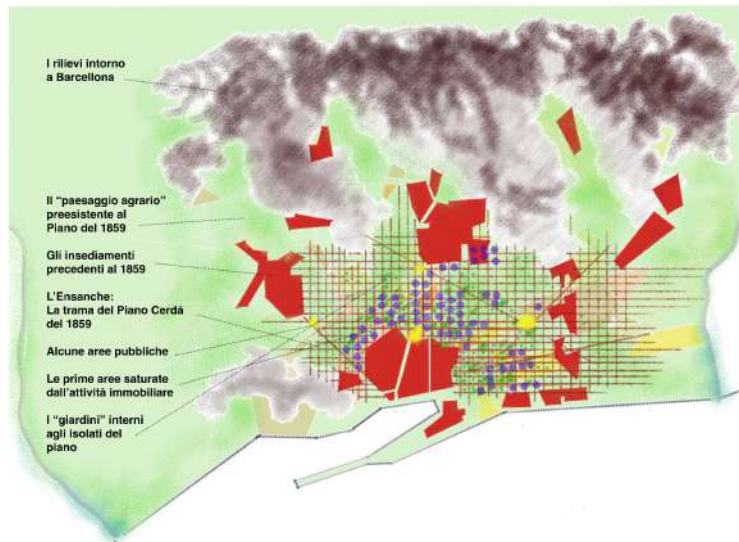 I rilievi intorno
a Barcellona
Il "paesaggio agrario"
preesistente al
Piano del 1859
Gli insediamenti
precedenti al 1859
L'Ensanche:
La trama del Piano Cerdà
del 1859
Alcune aree pubbliche
Le prime aree saturate
dall'attività immobiliare
I "giardini" interni
agli isolati del
piano